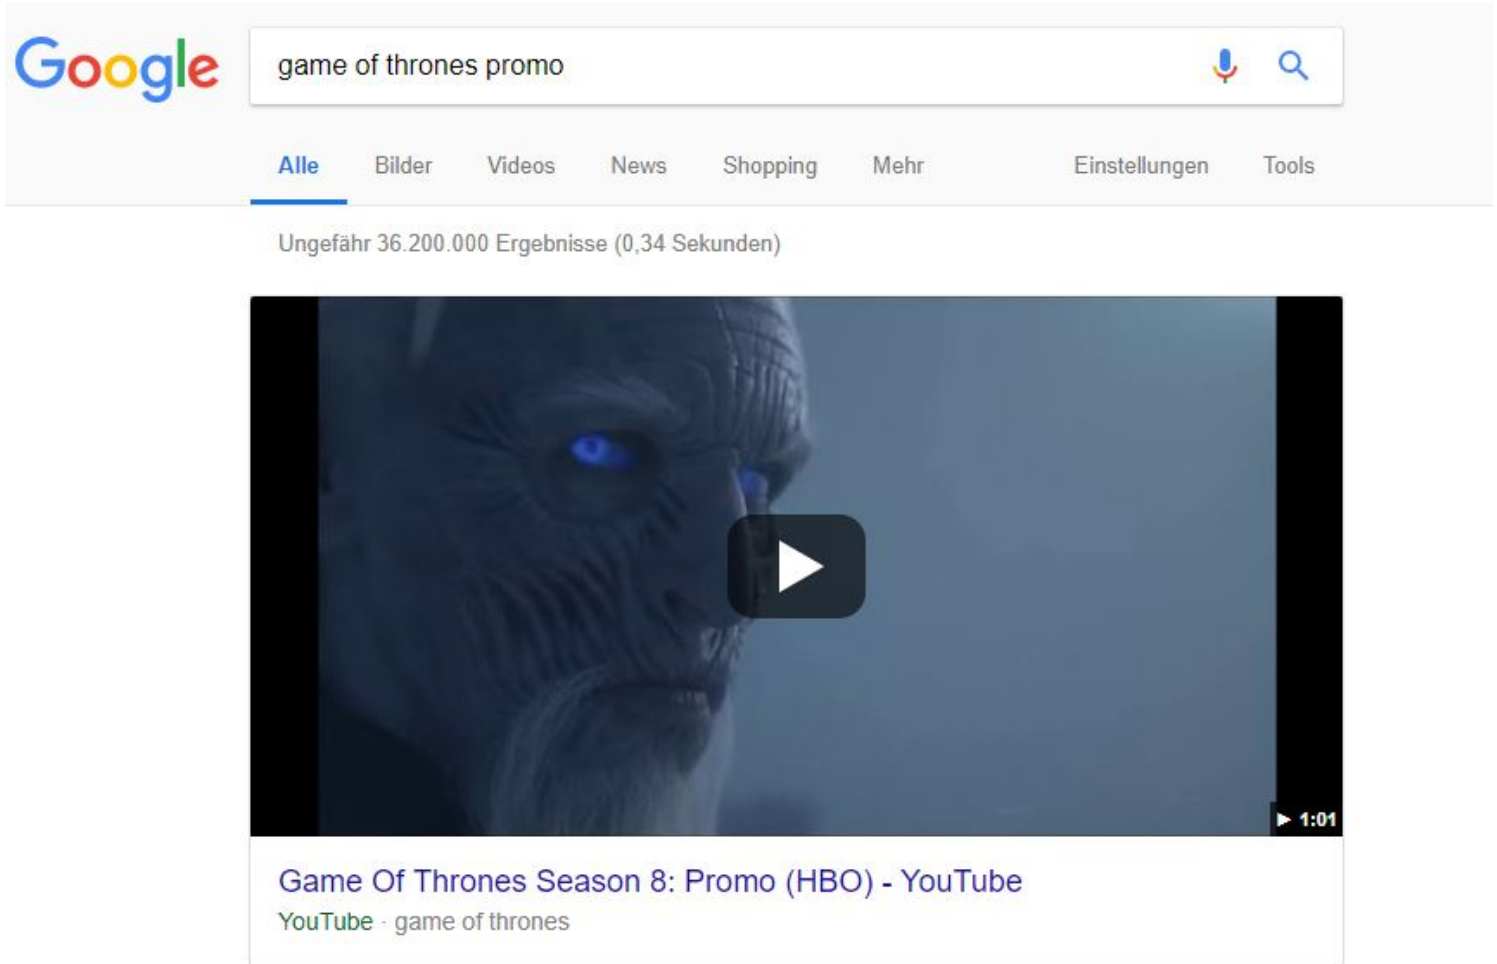 Google
game of thrones promo
Alle Bilder Videos News Shopping Mehr Einstellungen Tools
Ungefähr 36.200.000 Ergebnisse (0,34 Sekunden)
1:01
Game Of Thrones Season 8: Promo (HBO) - YouTube
YouTube · game of thrones